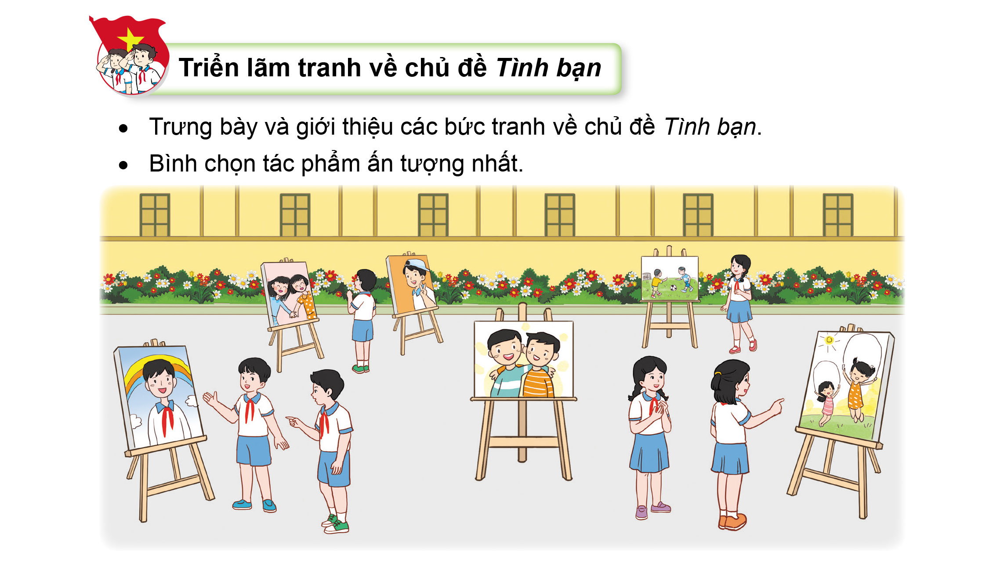 Triển lãm tranh về chủ đề Tình bạn
• Trưng bày và giới thiệu các bức tranh về chủ đề Tình bạn.
• Bình chọn tác phẩm ấn tượng nhất.